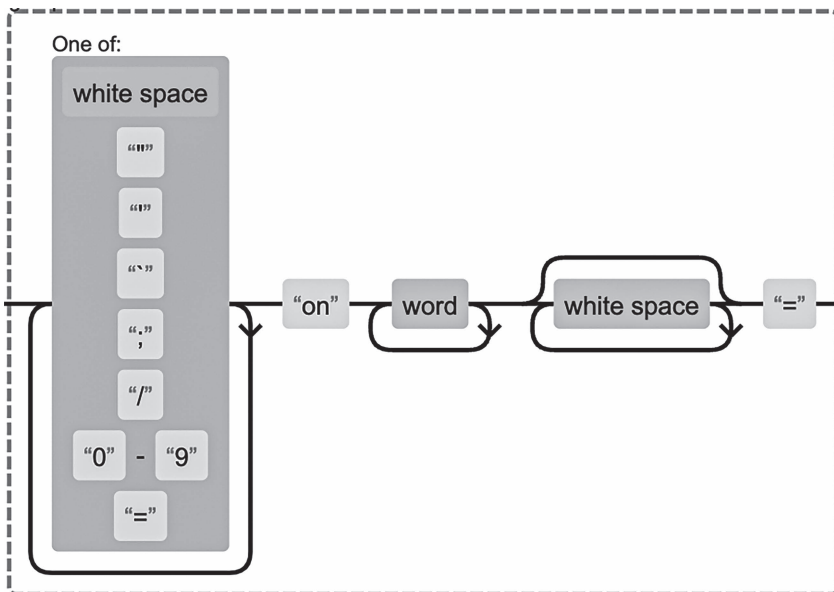 One of:
white space
“"”
“'”
“`”
“;”
“/”
“0” - “9”
“=”
“on”
word
white space
“=”